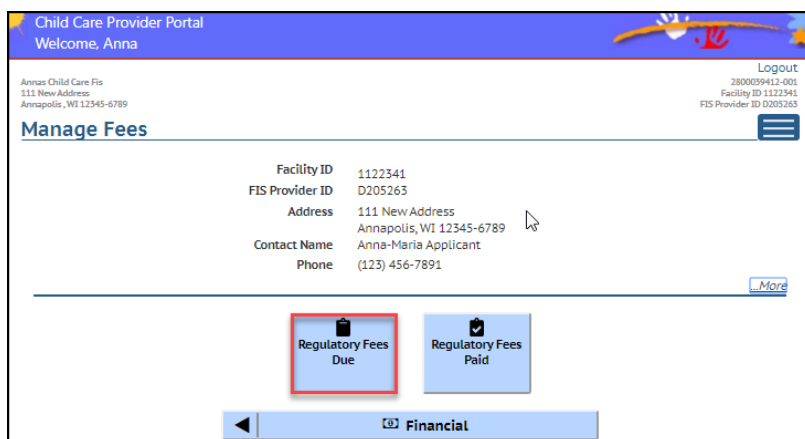 Child Care Provider Portal
Welcome, Anna
Logout
Annas Child Care Fis
111 New Address
Annapolis , WI 12345-6789
2800039412-001
Facility ID 1122341
FIS Provider ID D205263
Manage Fees
Facility ID 1122341
FIS Provider ID D205263
Address 111 New Address
Annapolis, WI 12345-6789
Contact Name Anna-Maria Applicant
Phone (123) 456-7891
...More
Regulatory Fees
Due
Regulatory Fees
Paid
Financial